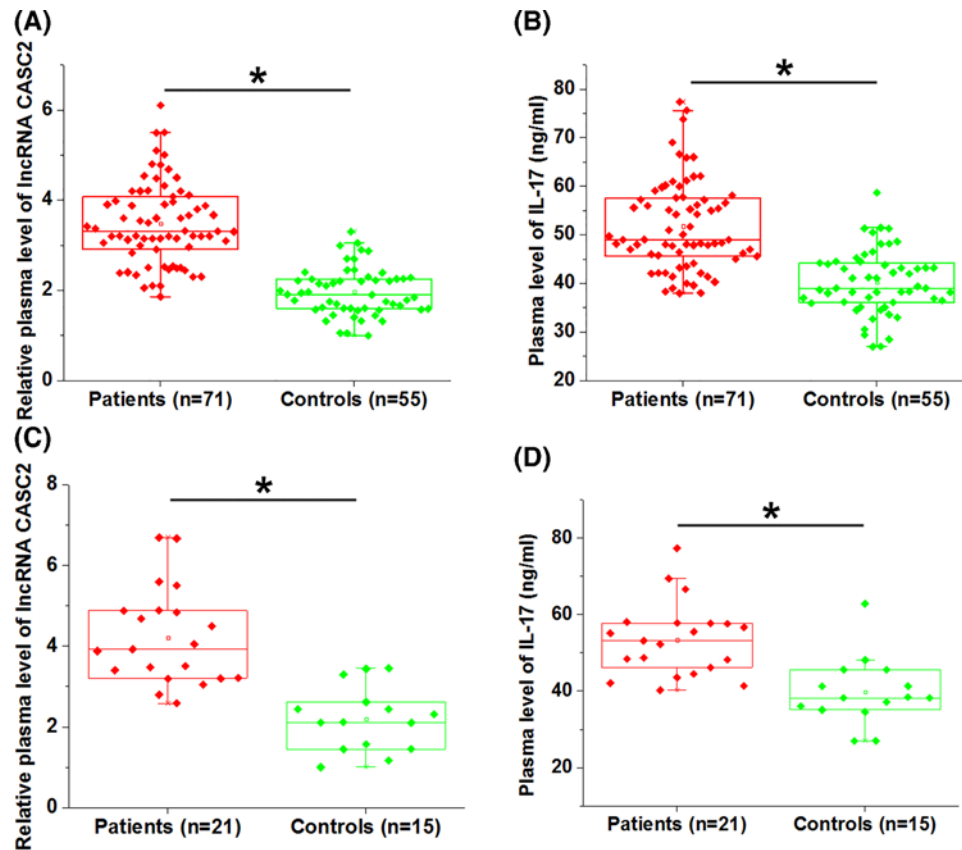 (A)
Relative plasma level of lncRNA CASC2
6
4
2
0
*
Patients (n=71)
Controls (n=55)
(B)
Plasma level of IL-17 (ng/ml)
80
70
60
50
40
30
20
*
Patients (n=71)
Controls (n=55)
(C)
Relative plasma level of lncRNA CASC2
8
6
4
2
0
*
Patients (n=21)
Controls (n=15)
(D)
Plasma level of IL-17 (ng/ml)
80
60
40
20
*
Patients (n=21)
Controls (n=15)